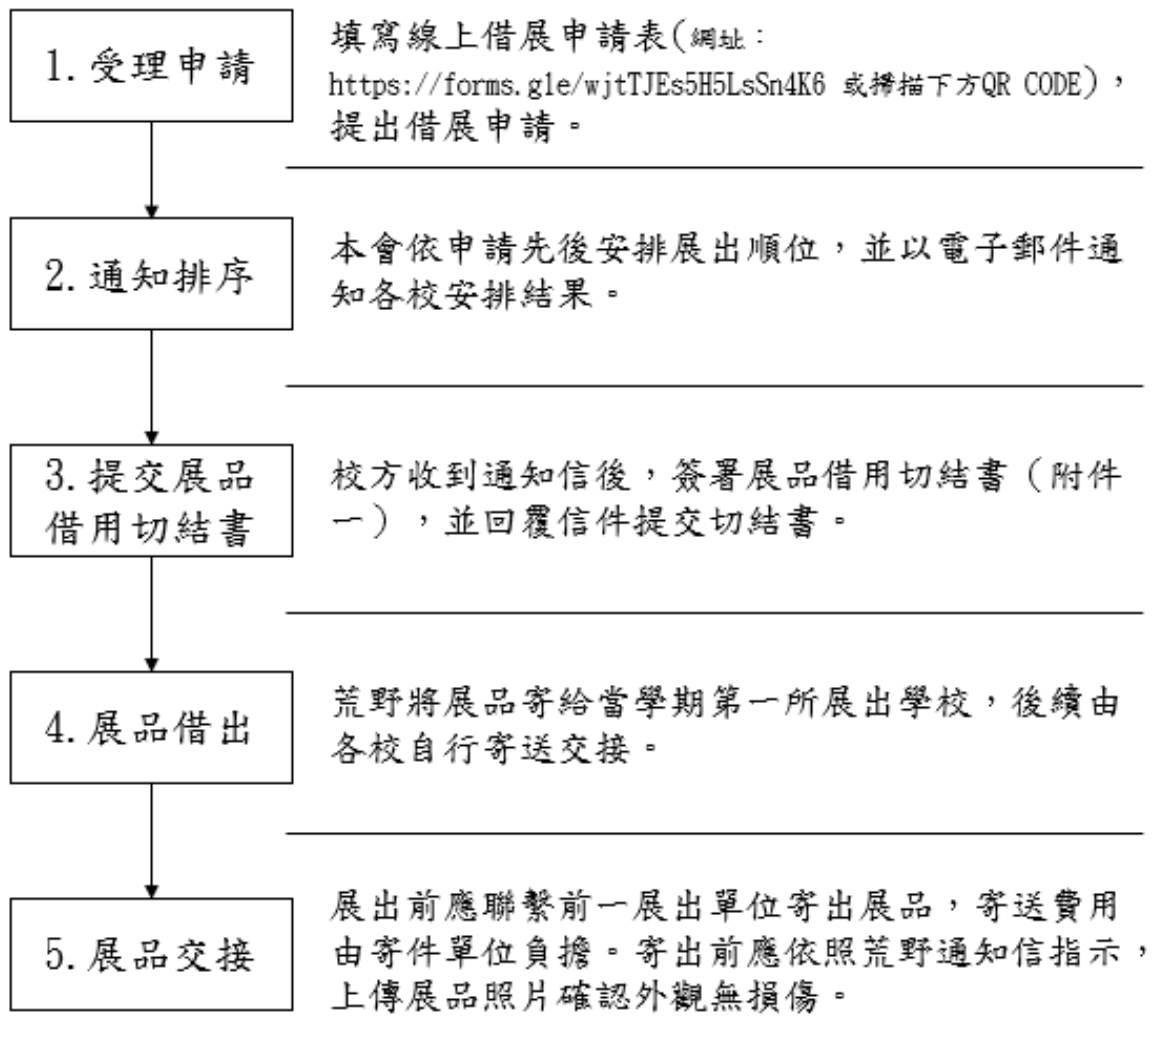 1.受理申請
填寫線上借展申請表(網址：
https://forms.gle/wjtTJEs5H5LsSn4K6 或掃描下方QR CODE)，
提出借展申請。
2.通知排序
本會依申請先後安排展出順位，並以電子郵件通
知各校安排結果。
3.提交展品
借用切結書
校方收到通知信後，簽署展品借用切結書（附件
一），並回覆信件提交切結書。
4.展品借出
荒野將展品寄給當學期第一所展出學校，後續由
各校自行寄送交接。
5.展品交接
展出前應聯繫前一展出單位寄出展品，寄送費用
由寄件單位負擔。寄出前應依照荒野通知信指示，
上傳展品照片確認外觀無損傷。